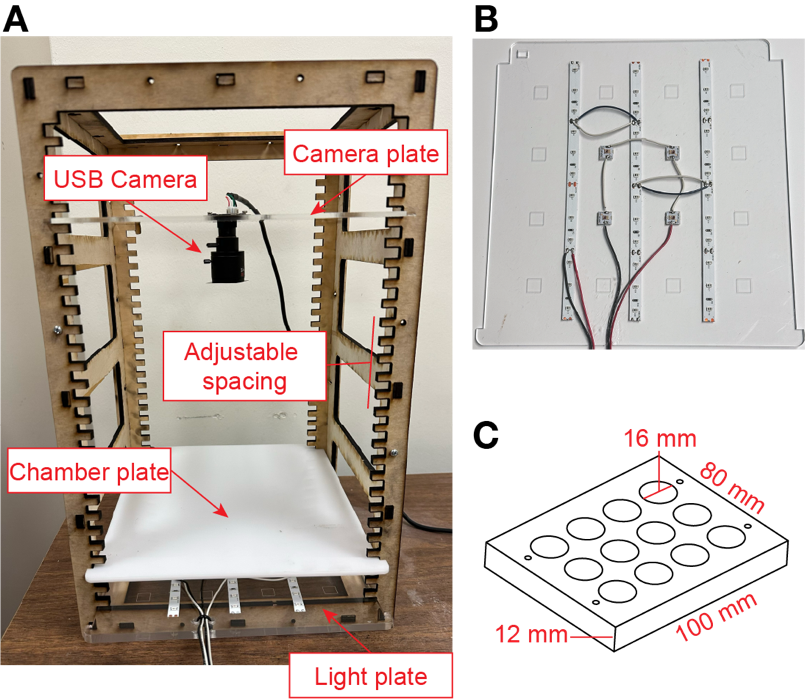 A
Camera plate
USB Camera
Adjustable
spacing
Chamber plate
Light plate
B
C
16 mm
80 mm
12 mm
100 mm